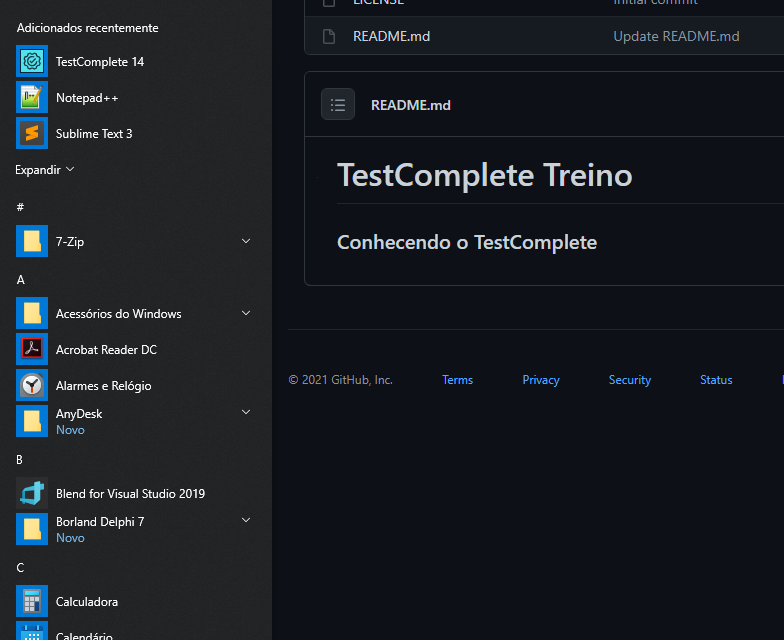 Adicionados recentemente
TestComplete 14
Notepad++
Sublime Text 3
Expandir
#
7-Zip
A
Acessórios do Windows
Acrobat Reader DC
Alarmes e Relógio
AnyDesk
Novo
B
Blend for Visual Studio 2019
Borland Delphi 7
Novo
C
Calculadora
Calendário
LICENSE Initial commit
README.md Update README.md
README.md
TestComplete Treino
Conhecendo o TestComplete
© 2021 GitHub, Inc. Terms Privacy Security Status